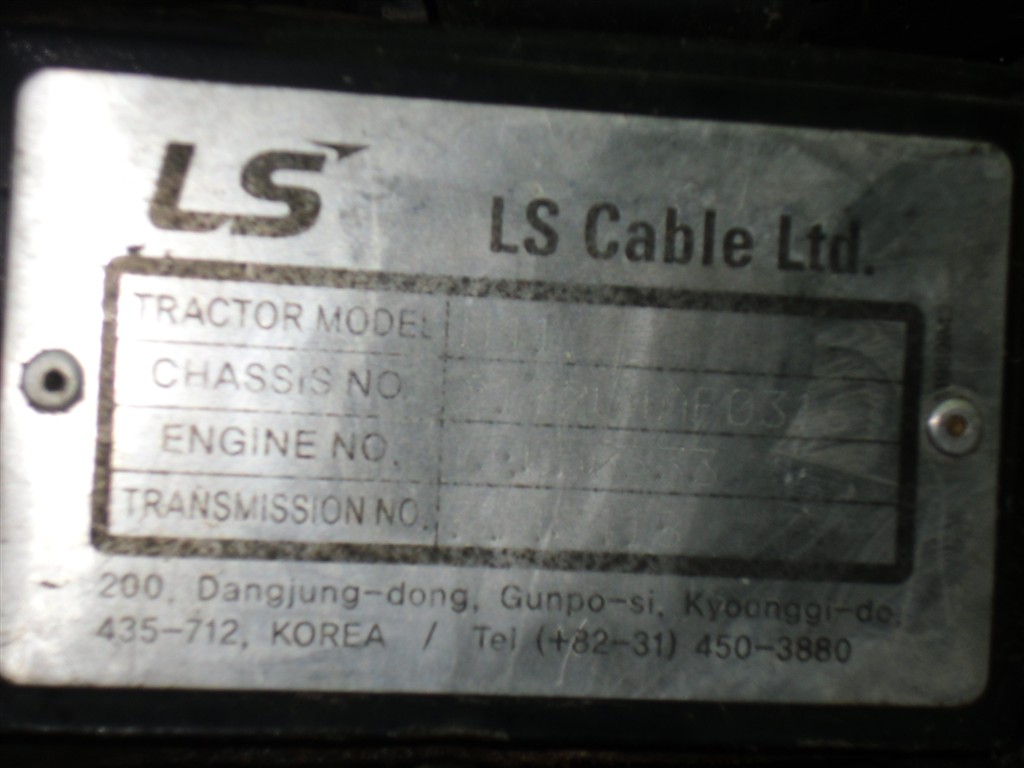 LS
LS Cable Ltd.
TRACTOR MODEL
CHASSIS NO.
ENGINE NO.
TRANSMISSION NO.
200, Dangjung-dong, Gunpo-si, Kyounggi-do,
435-712, KOREA / Tel (+82-31) 450-3880